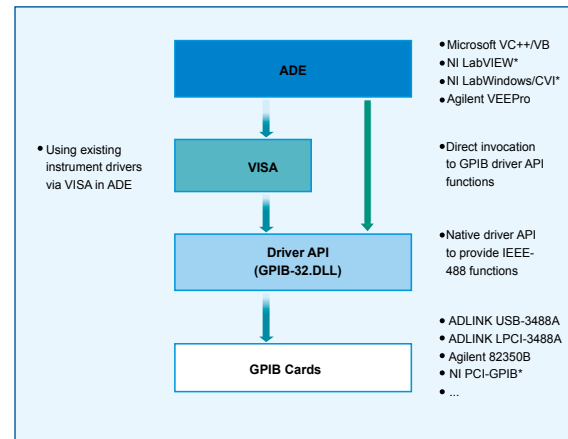 ADE
• Microsoft VC++/VB
• NI LabVIEW*
• NI LabWindows/CVI*
• Agilent VEEPro
• Using existing
instrument drivers
via VISA in ADE
VISA
• Direct invocation
to GPIB driver API
functions
Driver API
(GPIB-32.DLL)
• Native driver API
to provide IEEE-
488 functions
GPIB Cards
• ADLINK USB-3488A
• ADLINK LPCI-3488A
• Agilent 82350B
• NI PCI-GPIB*
• ...